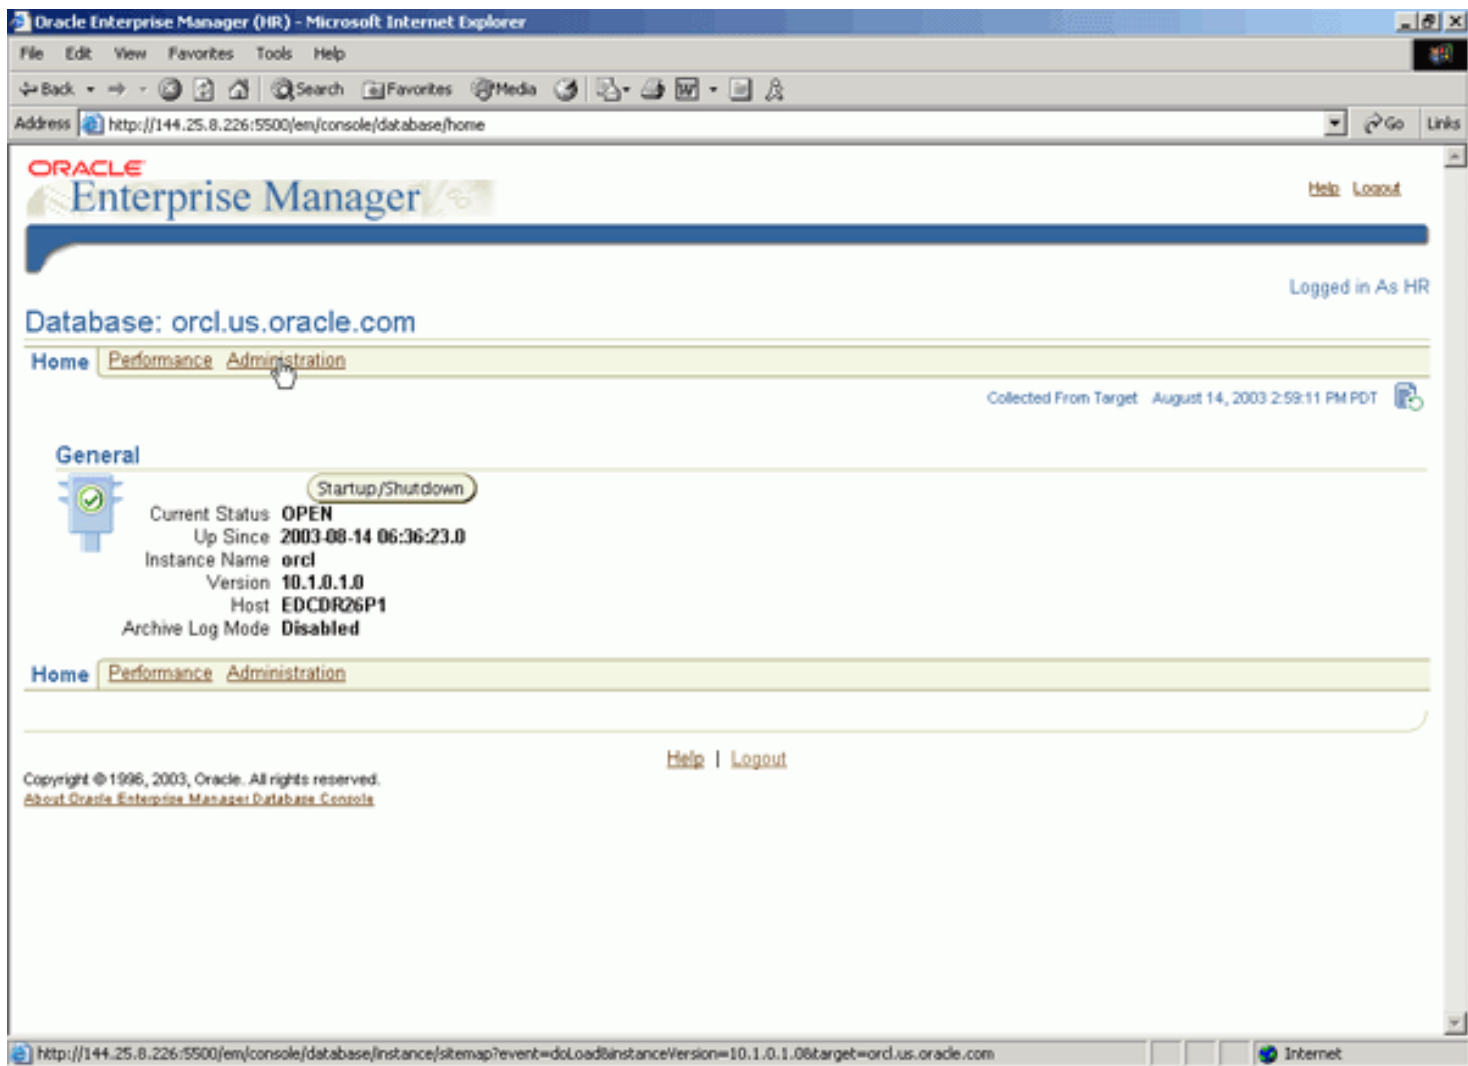 Oracle Enterprise Manager (HR) - Microsoft Internet Explorer
File Edit View Favorites Tools Help
Back Search Favorites Media
Address http://144.25.8.226:5500/em/console/database/home Go Links
ORACLE
Enterprise Manager
Help Logout
Logged in As HR
Database: orcl.us.oracle.com
Home Performance Administration
Collected From Target August 14, 2003 2:59:11 PM PDT
General
Startup/Shutdown
Current Status OPEN
Up Since 2003-08-14 06:36:23.0
Instance Name orcl
Version 10.1.0.1.0
Host EDCDR26P1
Archive Log Mode Disabled
Home Performance Administration
Help | Logout
Copyright © 1996, 2003, Oracle. All rights reserved.
About Oracle Enterprise Manager Database Console
http://144.25.8.226:5500/em/console/database/instance/sitemap?event=doLoad&instanceVersion=10.1.0.1.0&target=orcl.us.oracle.com Internet